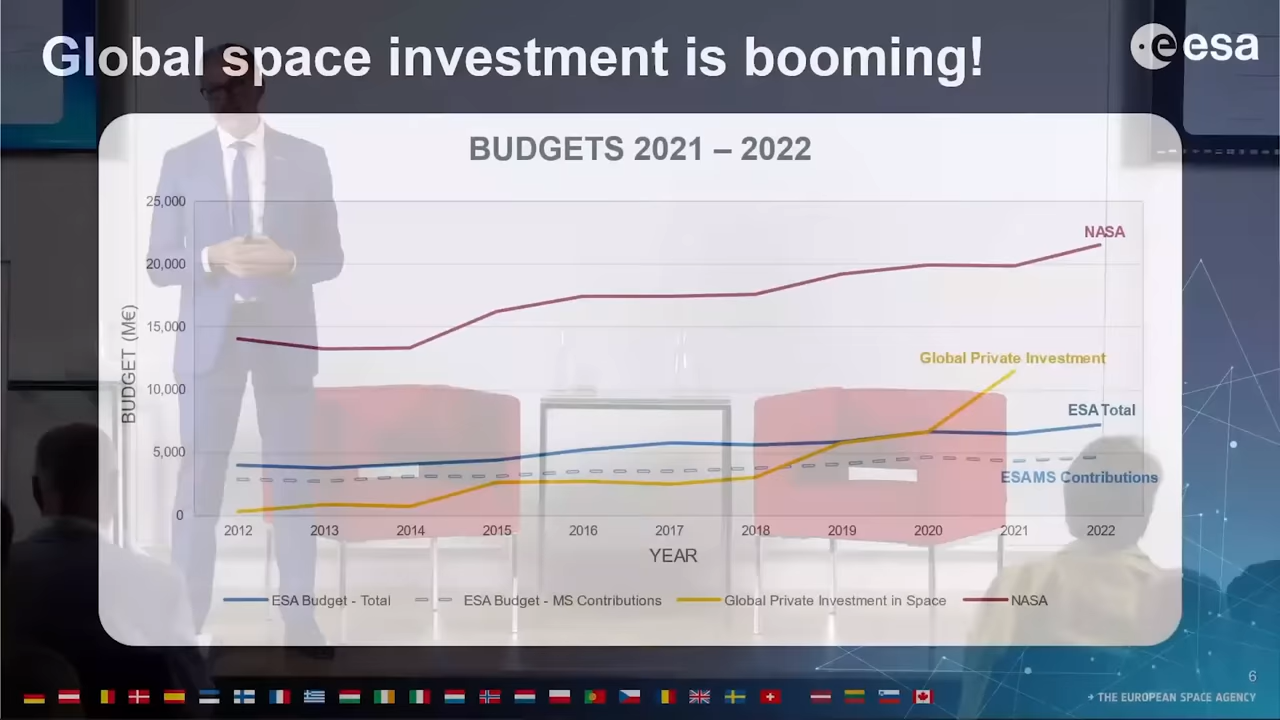 Global space investment is booming!
esa
BUDGETS 2021 – 2022
25,000
20,000
15,000
10,000
5,000
0
BUDGET (M€)
NASA
Global Private Investment
ESA Total
ESA MS Contributions
2012 2013 2014 2015 2016 2017 2018 2019 2020 2021 2022
YEAR
ESA Budget - Total ESA Budget - MS Contributions Global Private Investment in Space NASA
6
THE EUROPEAN SPACE AGENCY